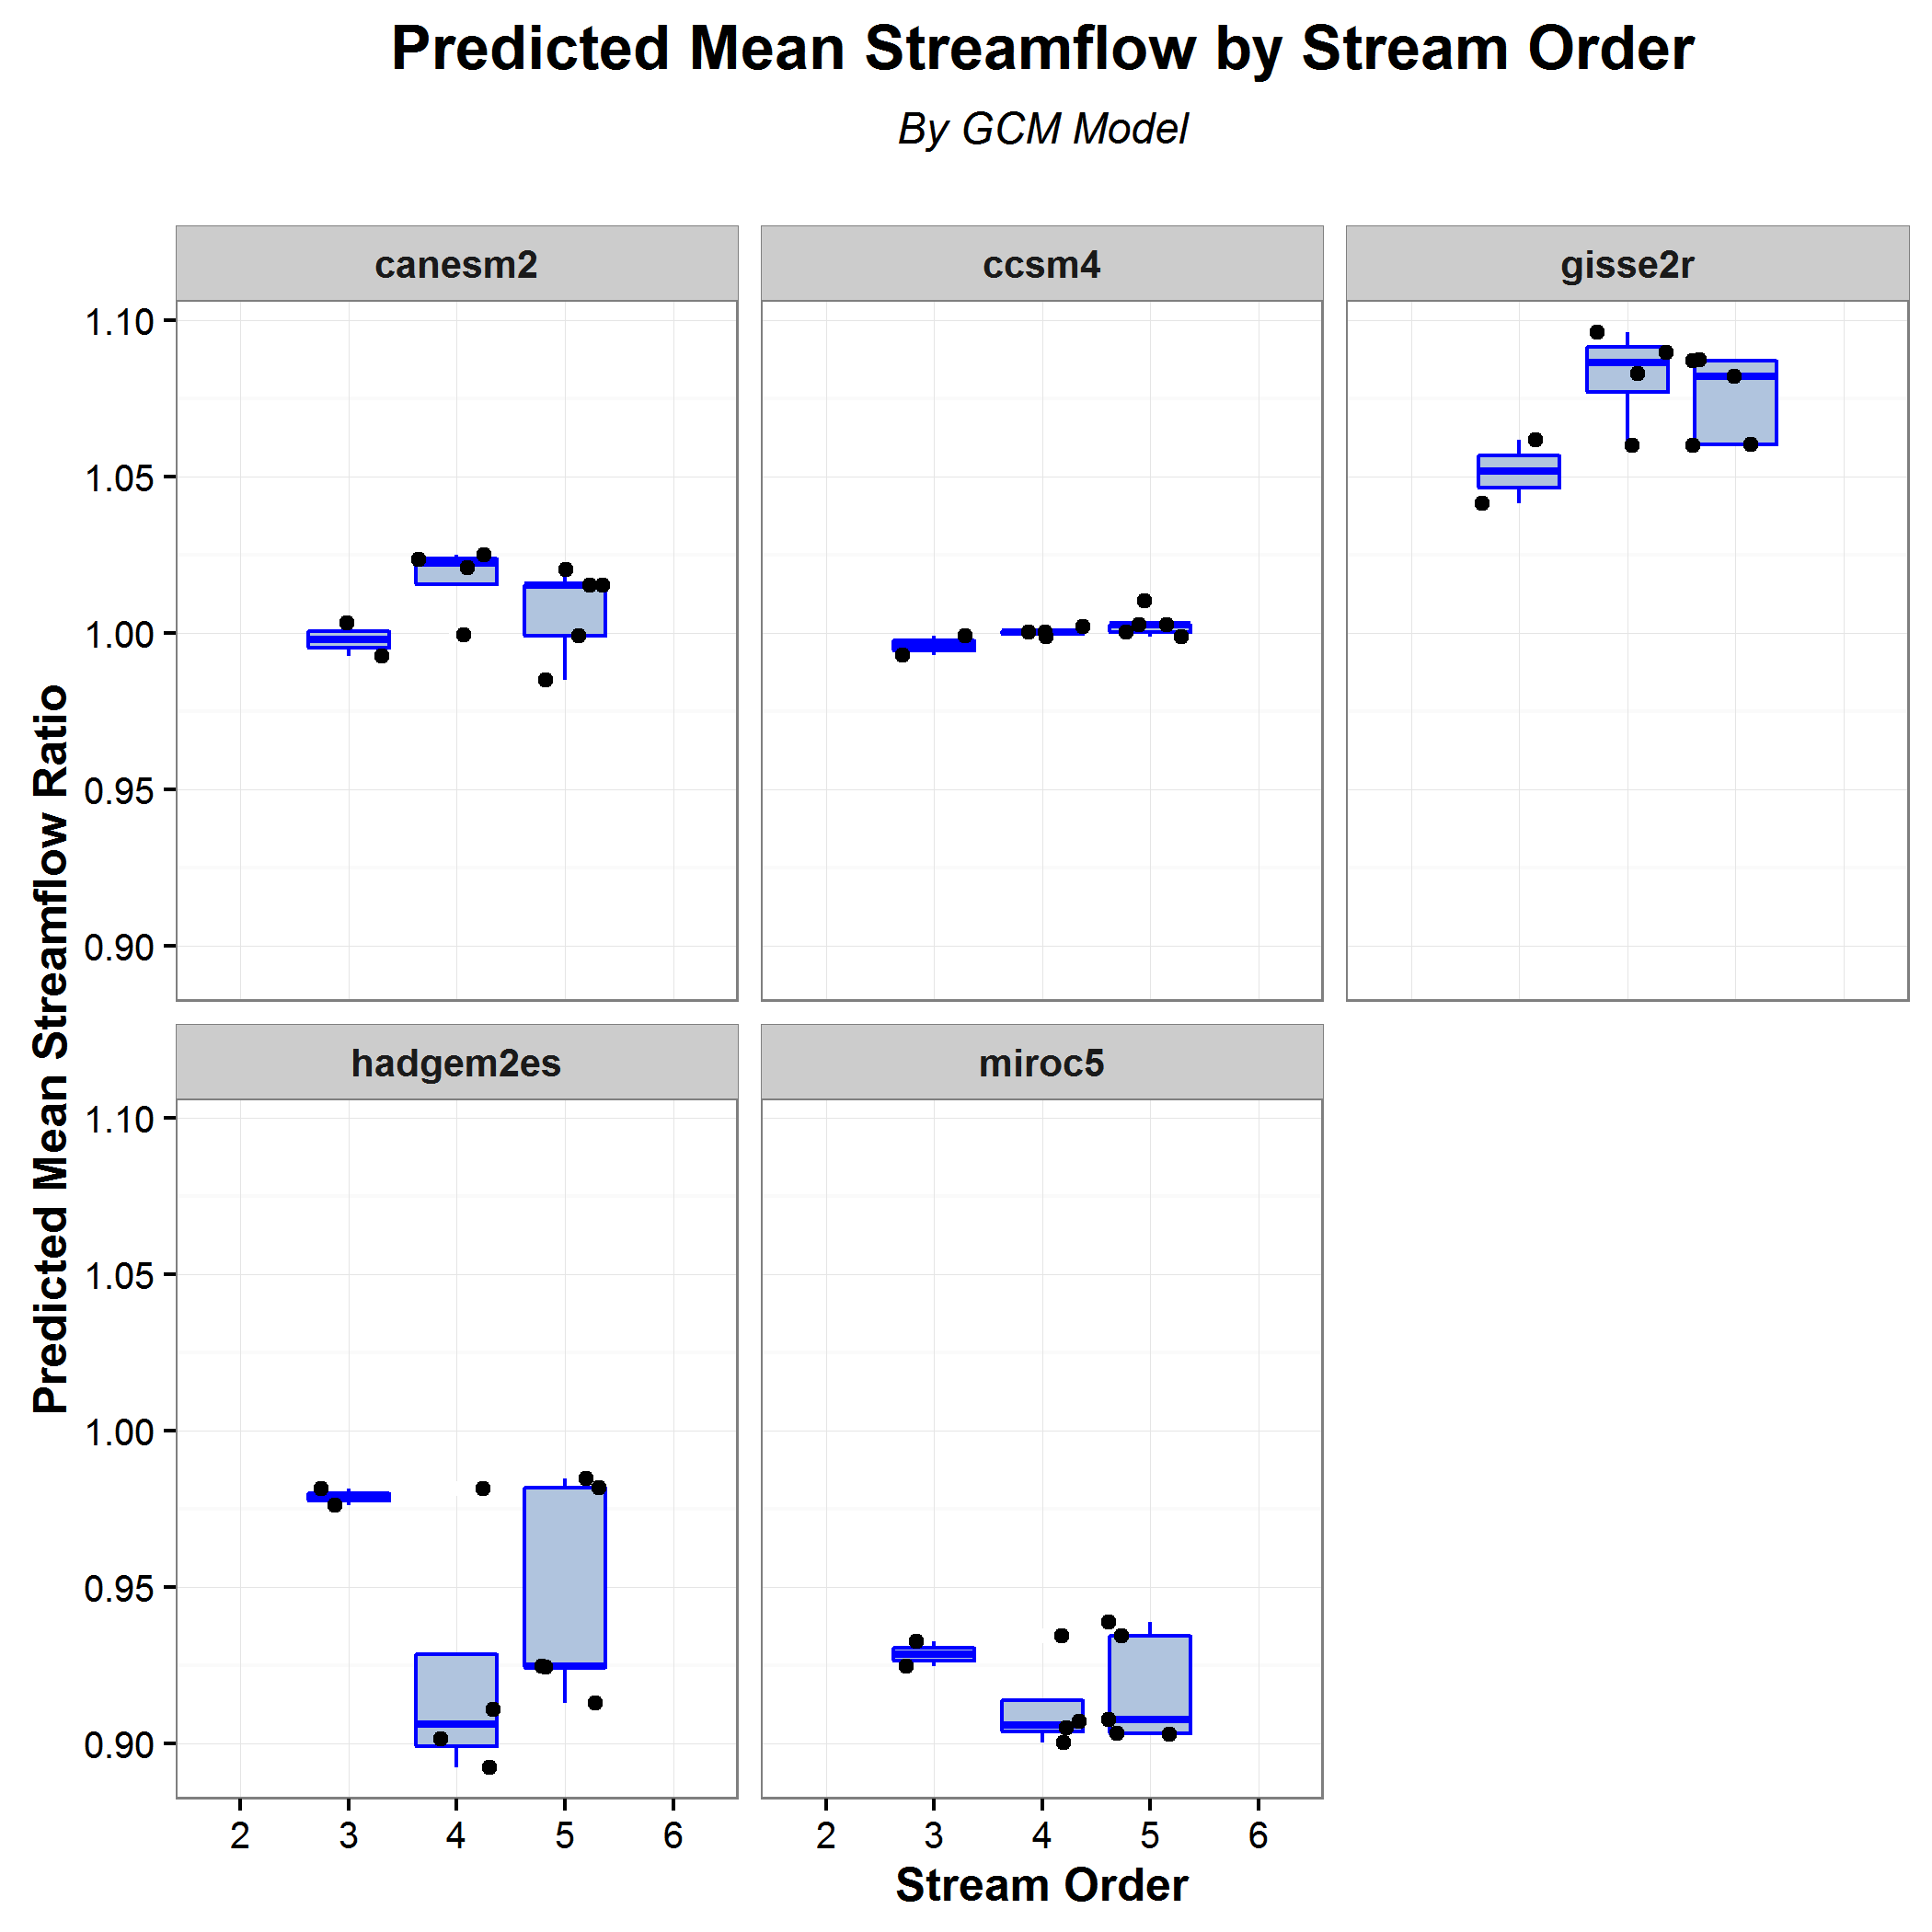 Predicted Mean Streamflow by Stream Order
By GCM Model
canesm2
ccsm4
gisse2r
1.10
1.05
1.00
0.95
0.90
Predicted Mean Streamflow Ratio
hadgem2es
miroc5
1.10
1.05
1.00
0.95
0.90
2 3 4 5 6
2 3 4 5 6
Stream Order